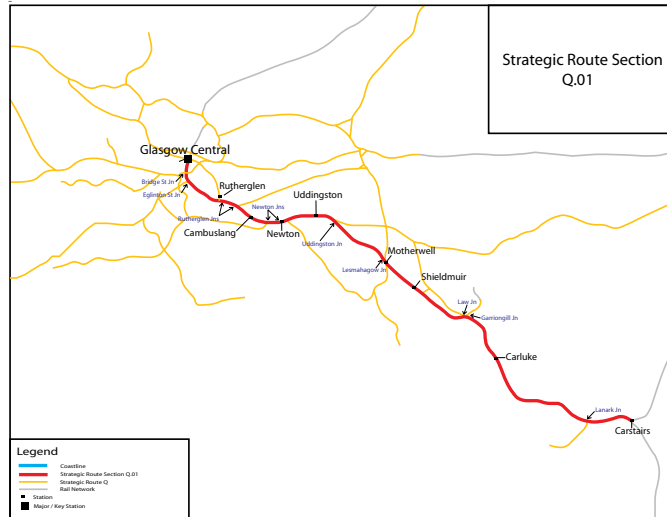 Strategic Route Section
Q.01
Glasgow Central
Bridge St Jn
Eglinton St Jn
Rutherglen
Rutherglen Jns
Newton Jns
Uddingston
Cambuslang
Newton
Uddingston Jn
Motherwell
Lesmahagow Jn
Shieldmuir
Law Jn
Garriongill Jn
Carluke
Lanark Jn
Carstairs
Legend
Coastline
Strategic Route Section Q.01
Strategic Route Q
Rail Network
Station
Major / Key Station